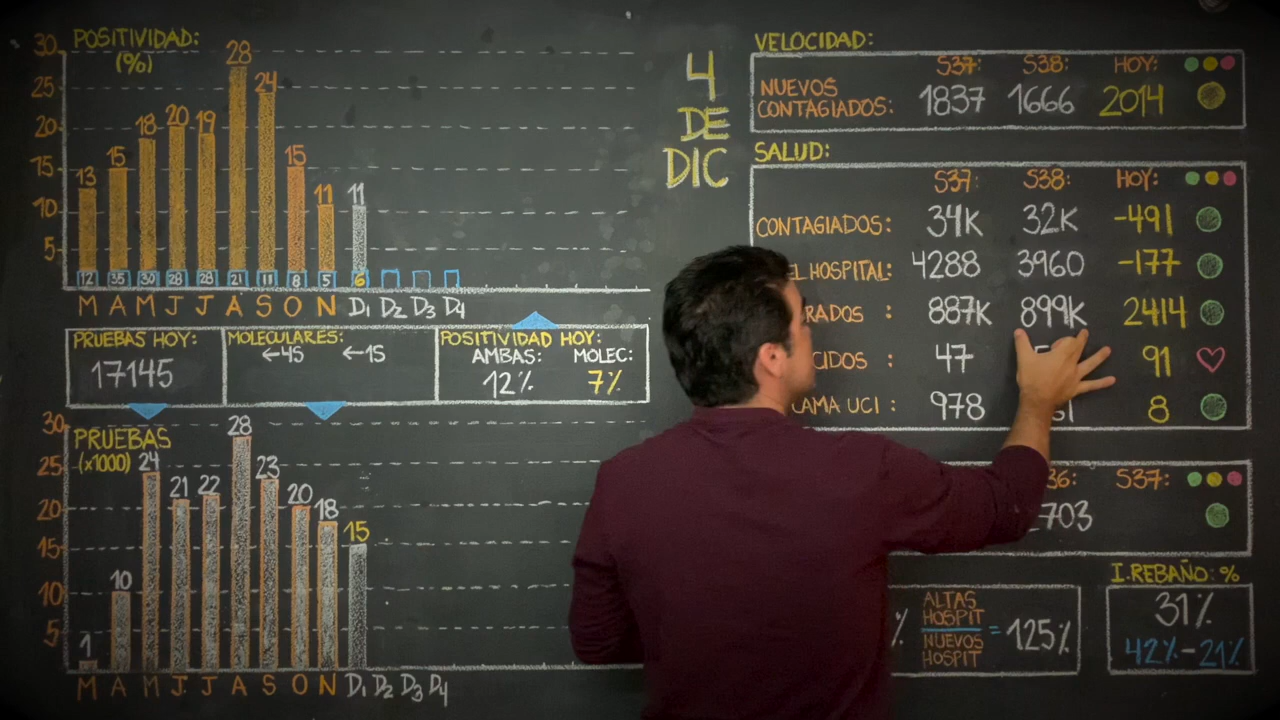 POSITIVIDAD:
(%)
30
25
20
15
10
5
13 15 18 20 19 28 24 15 11 11
12 35 30 28 28 21 11 8 5 6
M A M J J A S O N D1 D2 D3 D4
PRUEBAS HOY:
17145
MOLECULARES:
←45 ←15
POSITIVIDAD HOY:
AMBAS: MOLEC:
12% 7%
PRUEBAS
(x1000)
30
25
20
15
10
5
1 10 24 21 22 28 23 20 18 15
M A M J J A S O N D1 D2 D3 D4
4
DE
DIC
VELOCIDAD:
S37: S38: HOY:
NUEVOS
CONTAGIADOS: 1837 1666 2014
SALUD:
S37: S38: HOY:
CONTAGIADOS: 34K 32K -491
HOSPITAL: 4288 3960 -177
887K 899K 2414
47 91
CAMA UCI: 978 8
S37:
I.REBAÑO: %
31%
42%-21%
ALTAS
HOSPIT
NUEVOS
HOSPIT
= 125%